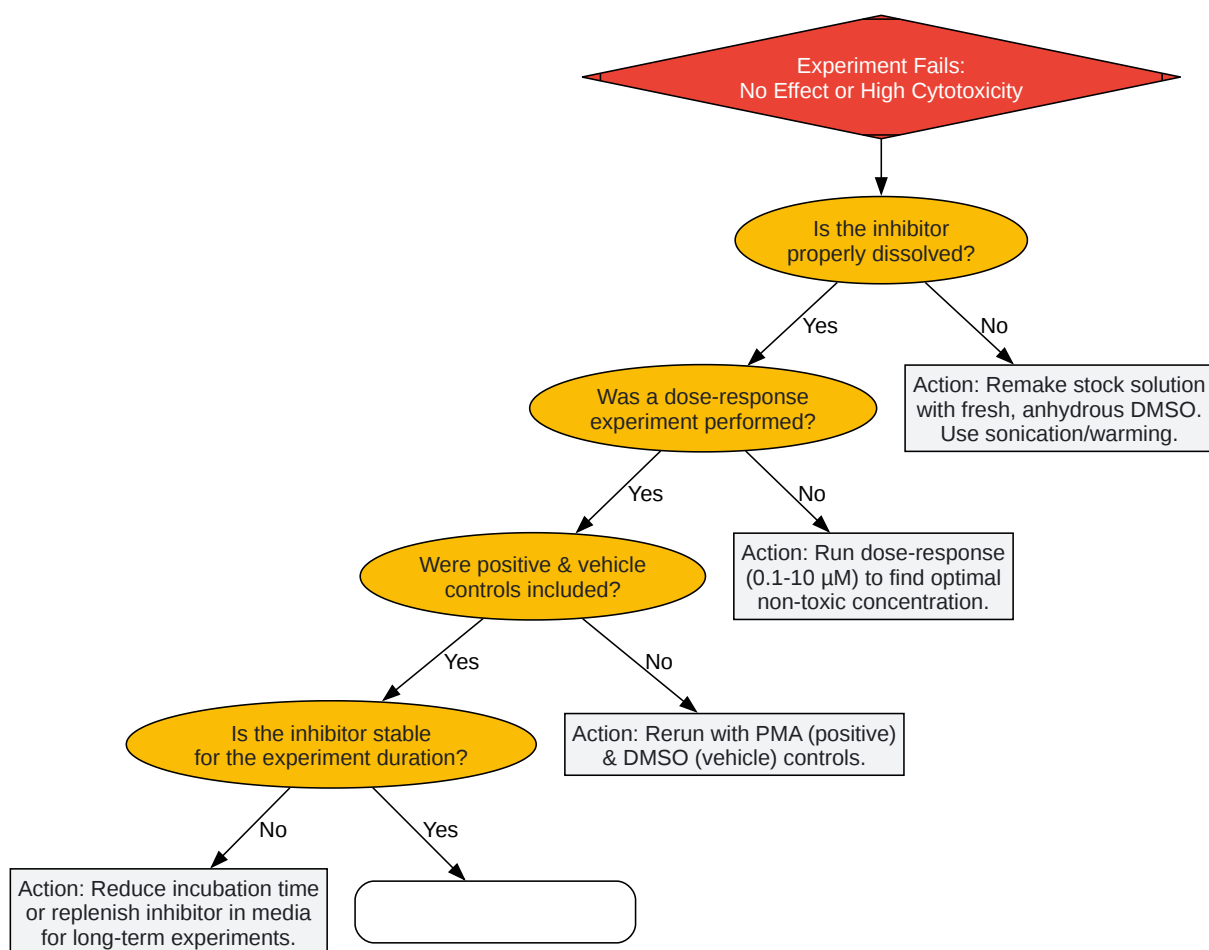 Experiment Fails:
No Effect or High Cytotoxicity
Is the inhibitor
properly dissolved?
Yes
No
Was a dose-response
experiment performed?
Action: Remake stock solution
with fresh, anhydrous DMSO.
Use sonication/warming.
Yes
No
Were positive & vehicle
controls included?
Action: Run dose-response
(0.1-10 µM) to find optimal
non-toxic concentration.
Yes
No
Is the inhibitor stable
for the experiment duration?
Action: Rerun with PMA (positive)
& DMSO (vehicle) controls.
No
Yes
Action: Reduce incubation time
or replenish inhibitor in media
for long-term experiments.